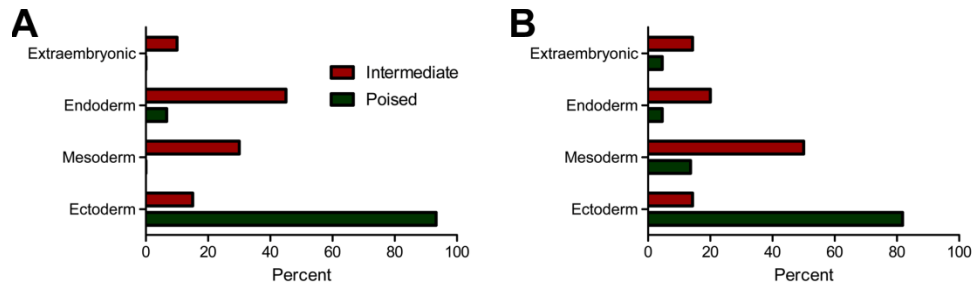 A
Extraembryonic
Endoderm
Mesoderm
Ectoderm
Intermediate
Poised
0 20 40 60 80 100
Percent
B
Extraembryonic
Endoderm
Mesoderm
Ectoderm
0 20 40 60 80 100
Percent